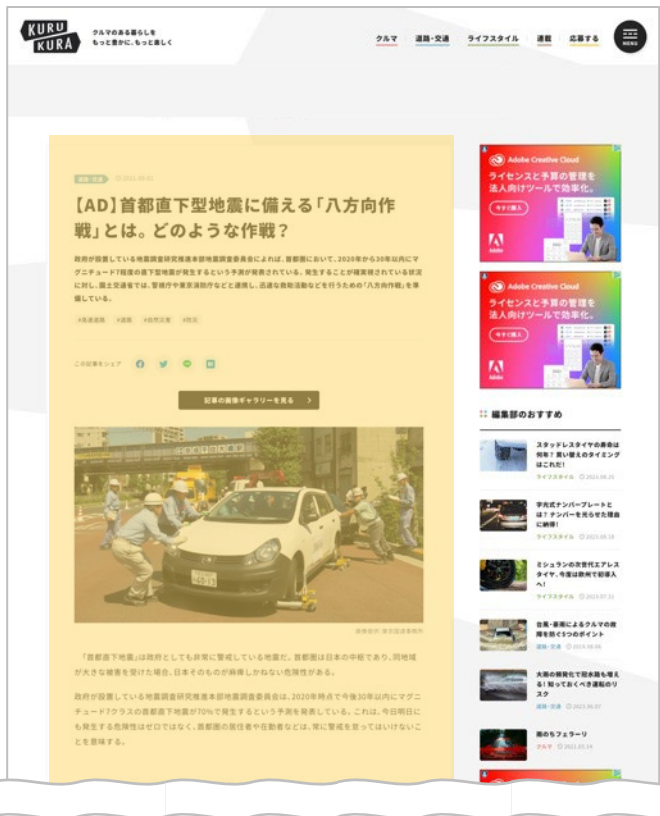 KURU
KURA
クルマのある暮らしを
もっと豊かに、もっと楽しく
クルマ
道路・交通
ライフスタイル
連載
応募する
MENU
道路・交通
2021.09.01
【AD】首都直下型地震に備える「八方向作
戦」とは。どのような作戦？
政府が設置している地震調査研究推進本部地震調査委員会によれば、首都圏において、2020年から30年以内にマ
グニチュード7程度の直下型地震が発生するという予測が発表されている。発生することが確実視されている状況
に対し、国土交通省では、警視庁や東京消防庁などと連携し、迅速な救助活動などを行うための「八方向作戦」を準
備している。
#高速道路 #道路 #自然災害 #防災
この記事をシェア
記事の画像ギャラリーを見る
画像提供：東京国道事務所
「首都直下地震」は政府としても非常に警戒している地震だ。首都圏は日本の中枢であり、同地域
が大きな被害を受けた場合、日本そのものが麻痺しかねない危険性がある。
政府が設置している地震調査研究推進本部地震調査委員会は、2020年時点で今後30年以内にマグニ
チュード7クラスの首都直下地震が70％で発生するという予測を発表している。これは、今日明日に
も発生する危険性はゼロではなく、首都圏の居住者や在勤者などは、常に警戒を怠ってはいけないこ
とを意味する。
Adobe Creative Cloud
ライセンスと予算の管理を
法人向けツールで効率化。
今すぐ購入
Adobe
Adobe Creative Cloud
ライセンスと予算の管理を
法人向けツールで効率化。
今すぐ購入
Adobe
編集部のおすすめ
スタッドレスタイヤの寿命は
何年？ 買い替えのタイミング
はこれだ！
ライフスタイル
字光式ナンバープレートと
は？ ナンバーを光らせた理由
に納得！
ライフスタイル
ミシュランの次世代エアレス
タイヤ、今度は欧州で初導入
へ！
ライフスタイル 2023.07.31
台風・豪雨によるクルマの故
障を防ぐ5つのポイント
道路・交通
大雨の頻発化で冠水路も増え
る！ 知っておくべき運転のリ
スク
道路・交通 2023.06.07
雨のちフェラーリ
クルマ